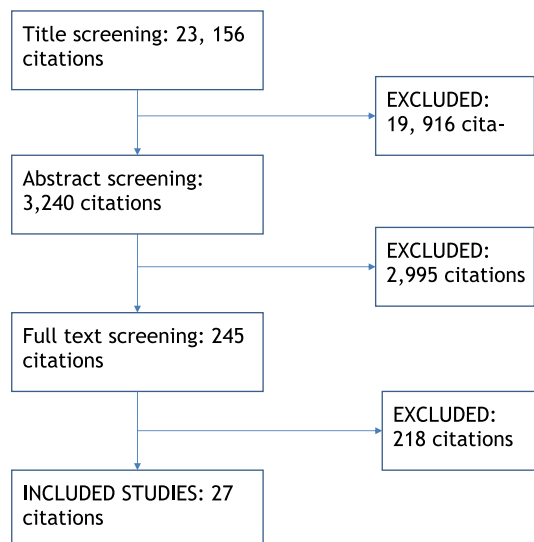 Title screening: 23, 156
citations
EXCLUDED:
19, 916 cita-
Abstract screening:
3,240 citations
EXCLUDED:
2,995 citations
Full text screening: 245
citations
EXCLUDED:
218 citations
INCLUDED STUDIES: 27
citations